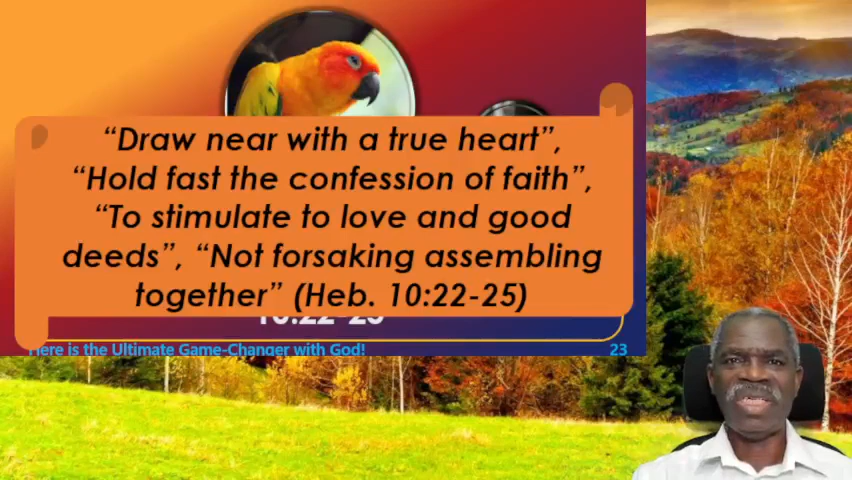 “Draw near with a true heart”,
“Hold fast the confession of faith”,
“To stimulate to love and good
deeds”, “Not forsaking assembling
together” (Heb. 10:22-25)
10:22-25
Here is the Ultimate Game-Changer with God!
23